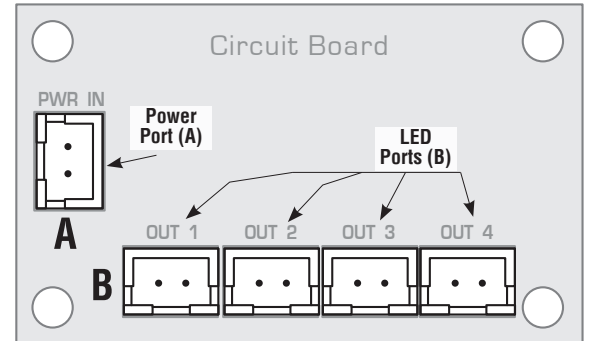 Circuit Board
PWR IN
Power
Port (A)
LED
Ports (B)
A
OUT 1 OUT 2 OUT 3 OUT 4
B